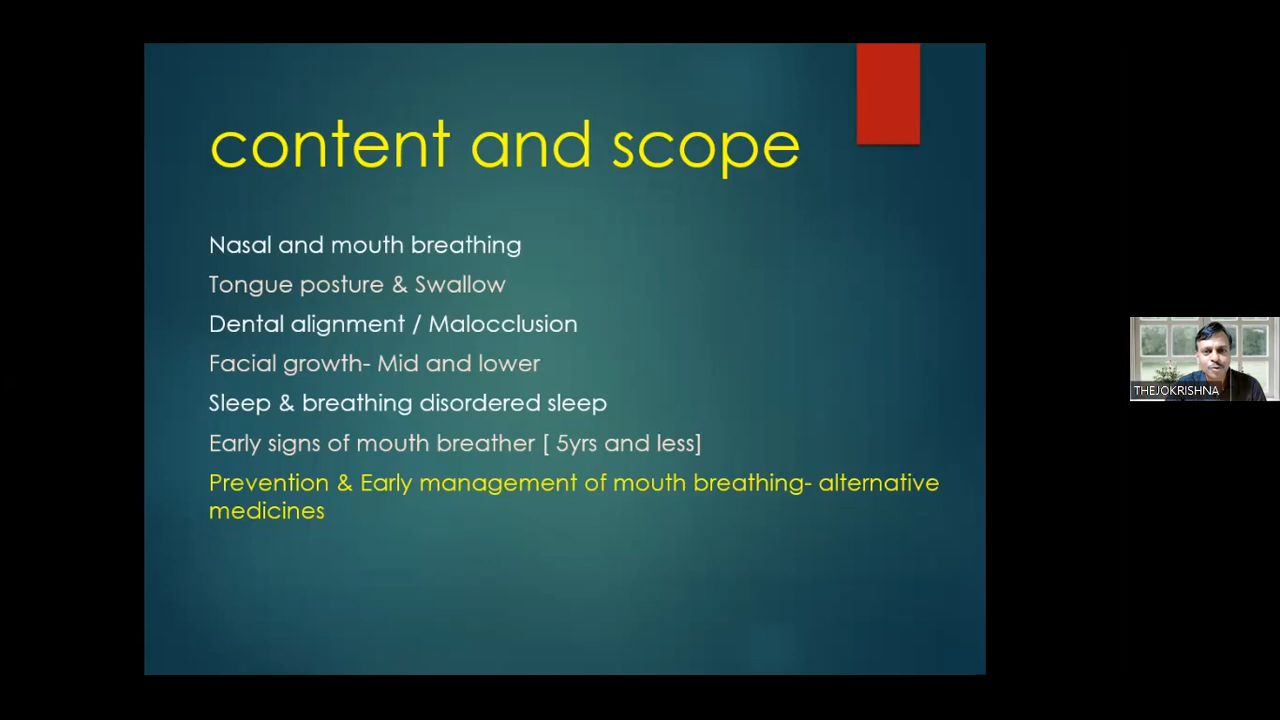 content and scope
Nasal and mouth breathing
Tongue posture & Swallow
Dental alignment / Malocclusion
Facial growth- Mid and lower
Sleep & breathing disordered sleep
Early signs of mouth breather [ 5yrs and less]
Prevention & Early management of mouth breathing- alternative
medicines
THEJOKRISHNA